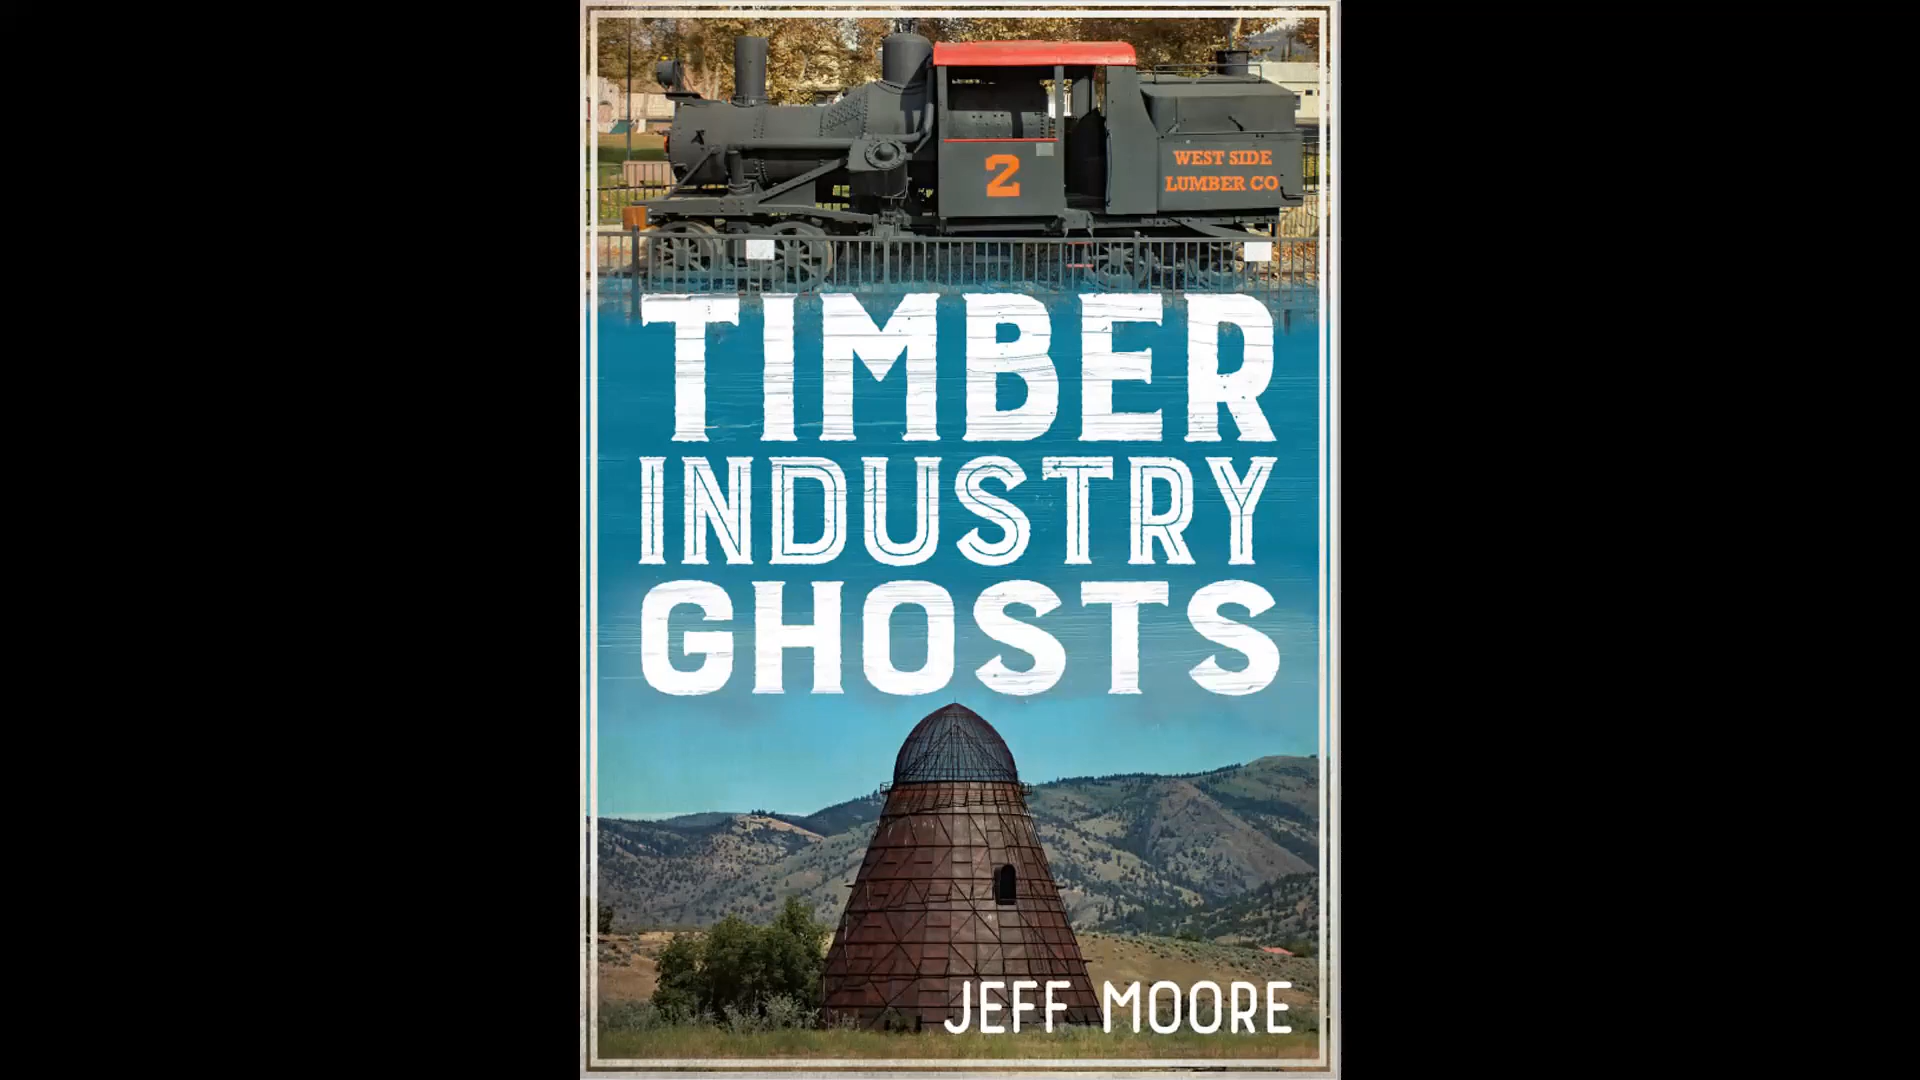 2
WEST SIDE
LUMBER CO
TIMBER
INDUSTRY
GHOSTS
JEFF MOORE